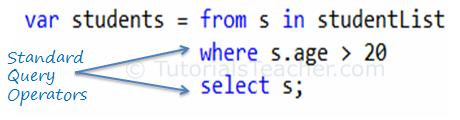 var students = from s in studentList
where s.age > 20
© TutorialsTeacher.com
select s;
Standard
Query
Operators